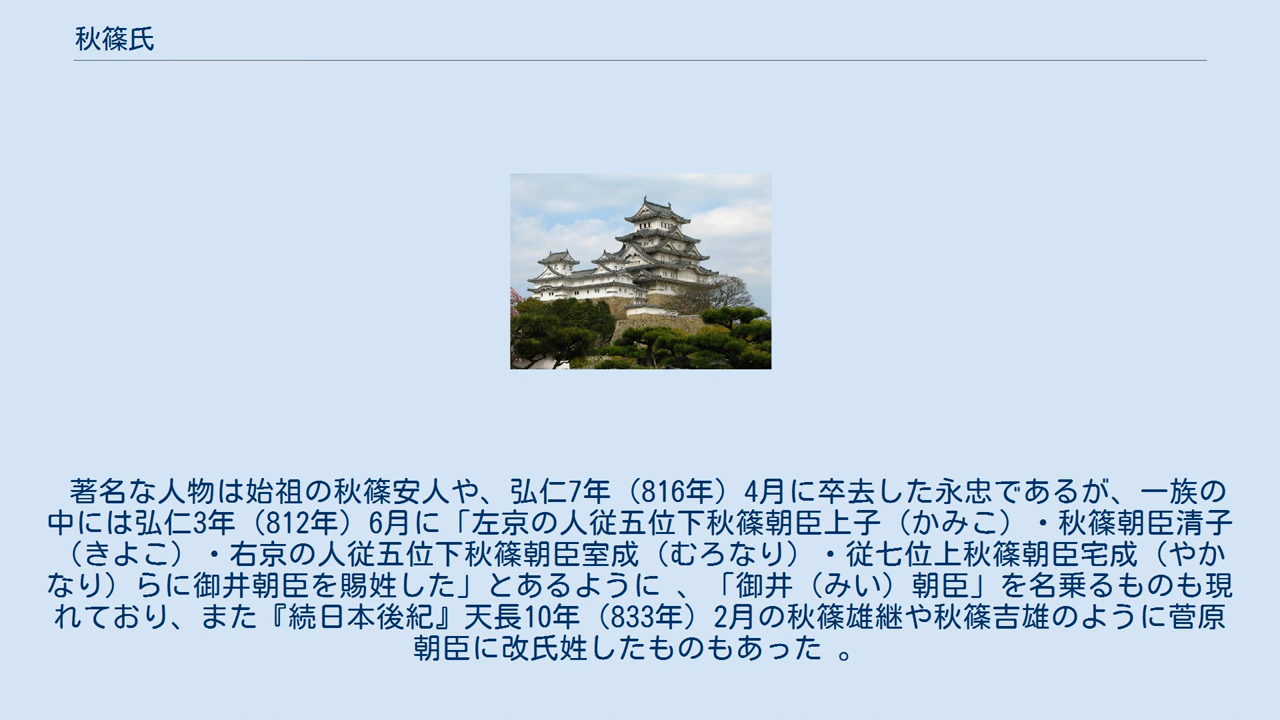 秋篠氏
著名な人物は始祖の秋篠安人や、弘仁7年（816年）4月に卒去した永忠であるが、一族の
中には弘仁3年（812年）6月に「左京の人従五位下秋篠朝臣上子（かみこ）・秋篠朝臣清子
（きよこ）・右京の人従五位下秋篠朝臣室成（むろなり）・従七位上秋篠朝臣宅成（やか
なり）らに御井朝臣を賜姓した」とあるように 、「御井（みい）朝臣」を名乗るものも現
れており、また『続日本後紀』天長10年（833年）2月の秋篠雄継や秋篠吉雄のように菅原
朝臣に改氏姓したものもあった 。